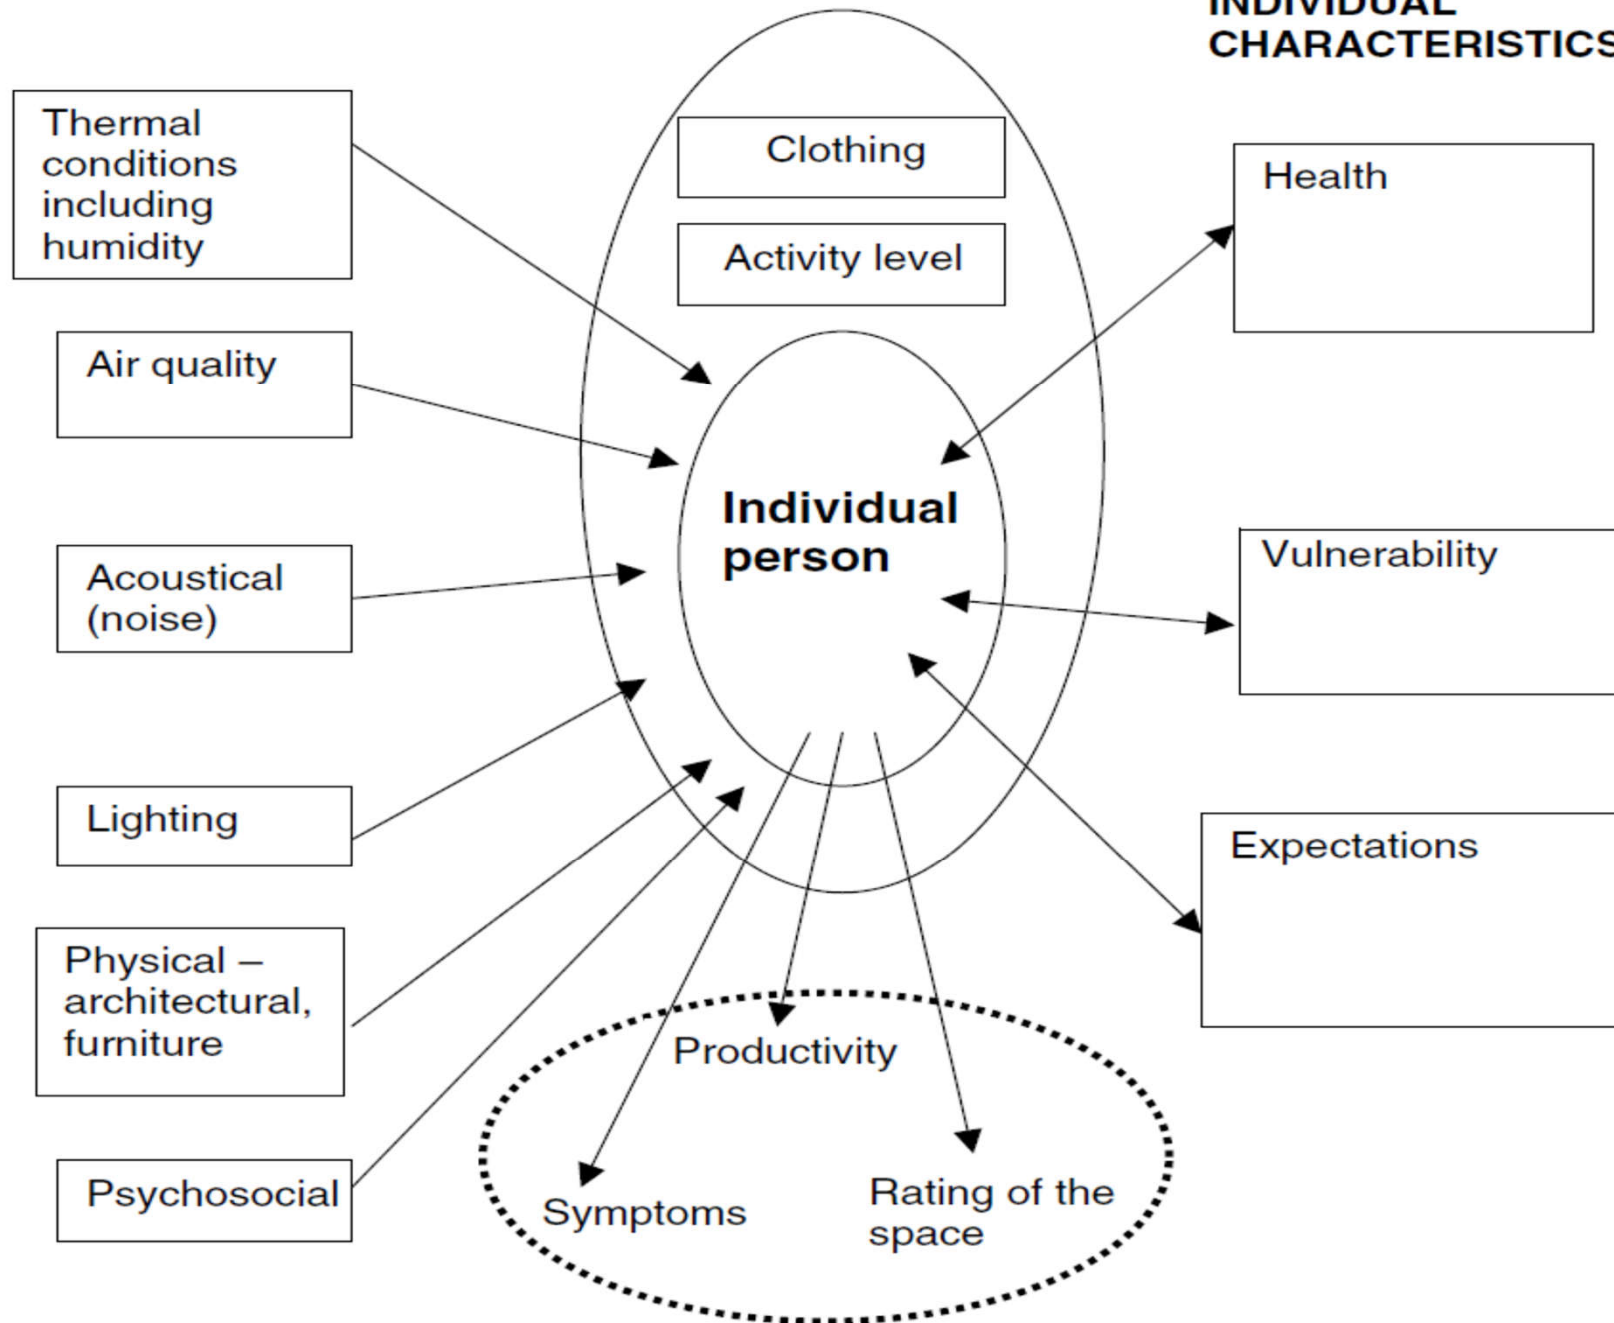 INDIVIDUAL
CHARACTERISTICS
Thermal
conditions
including
humidity
Clothing
Health
Activity level
Air quality
Individual
person
Vulnerability
Acoustical
(noise)
Lighting
Expectations
Physical –
architectural,
furniture
Productivity
Psychosocial
Symptoms
Rating of the
space